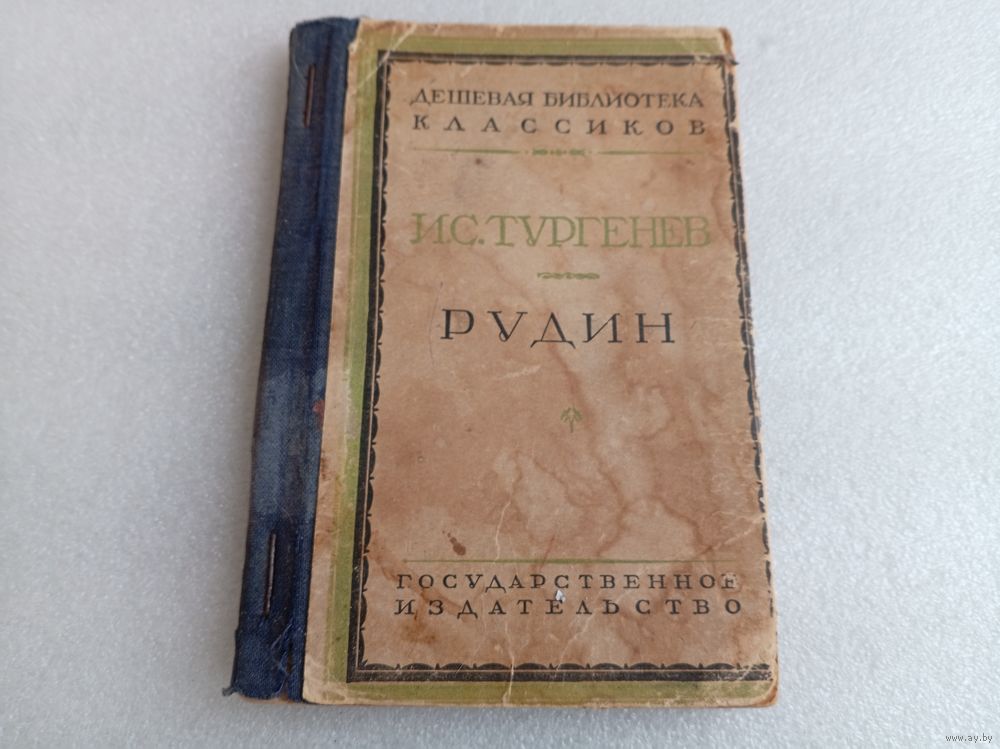 ДЕШЕВАЯ БИБЛИОТЕКА
КЛАССИКОВ
И.С.ТУРГЕНЕВ
РУДИН
ГОСУДАРСТВЕННОЕ
ИЗДАТЕЛЬСТВО
www.ay.by